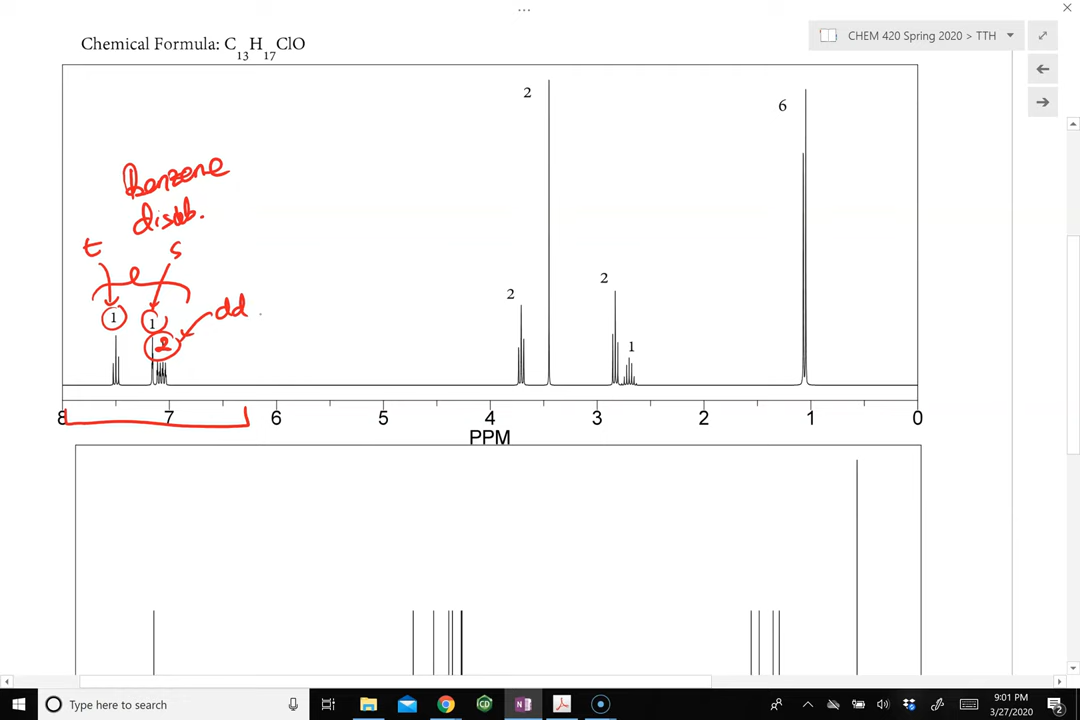 CHEM 420 Spring 2020 > TTH
Chemical Formula: C13H17ClO
2
6
Benzene
t
s
1
1
dd
2
2
2
1
8 7 6 5 4 3 2 1 0
PPM
Type here to search
9:01 PM
3/27/2020
2